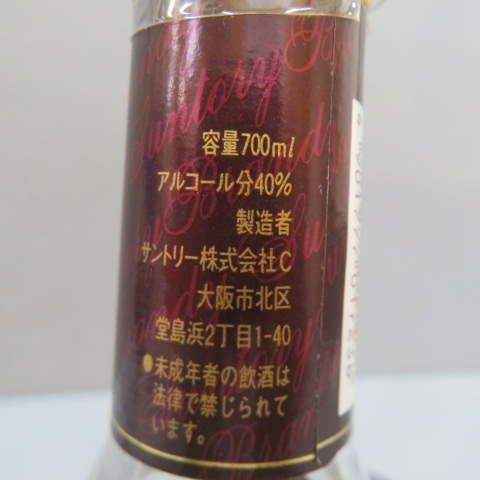 Suntory
容量700ml
アルコール分40%
製造者
サントリー株式会社C
大阪市北区
堂島浜2丁目1-40
●未成年者の飲酒は
法律で禁じられて
います。